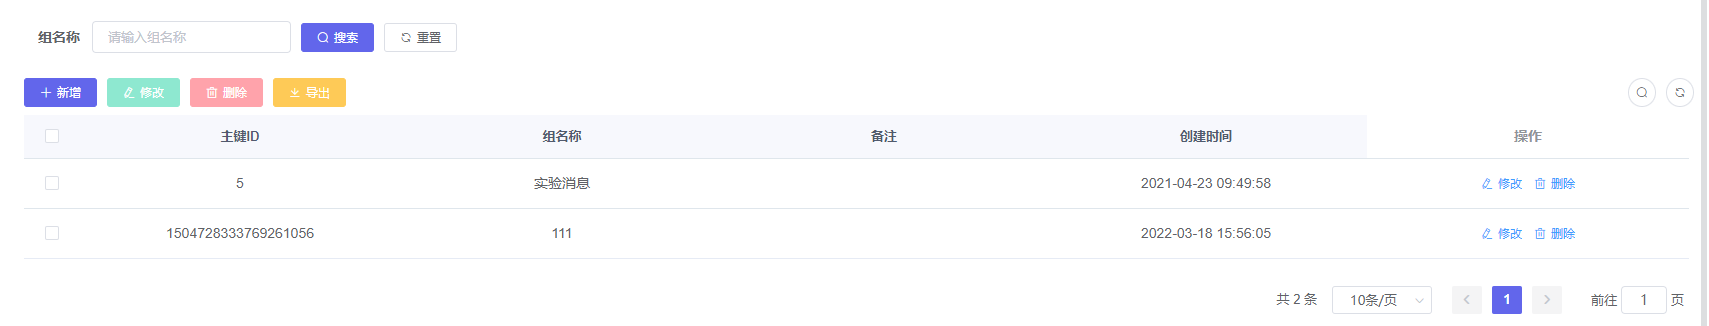 组名称 请输入组名称 搜索 重置
新增 修改 删除 导出
主键ID 组名称 备注 创建时间 操作
5 实验消息 2021-04-23 09:49:58 修改 删除
1504728333769261056 111 2022-03-18 15:56:05 修改 删除
共 2 条 10条/页 1 前往 1 页